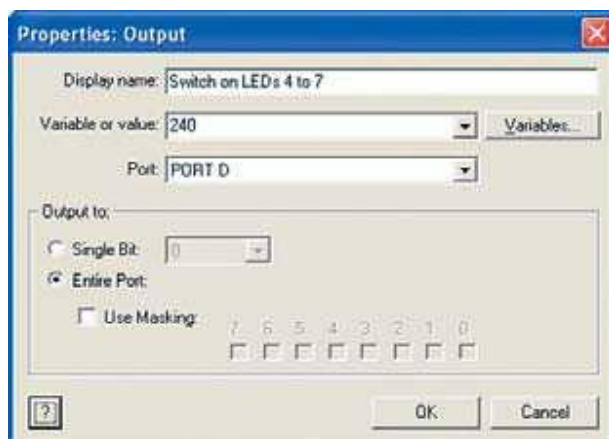 Properties: Output
Display name: Switch on LEDs 4 to 7
Variable or value: 240 Variables...
Port: PORT D
Output to:
Single Bit: 0
Entire Port:
Use Masking:
7 6 5 4 3 2 1 0
? OK Cancel